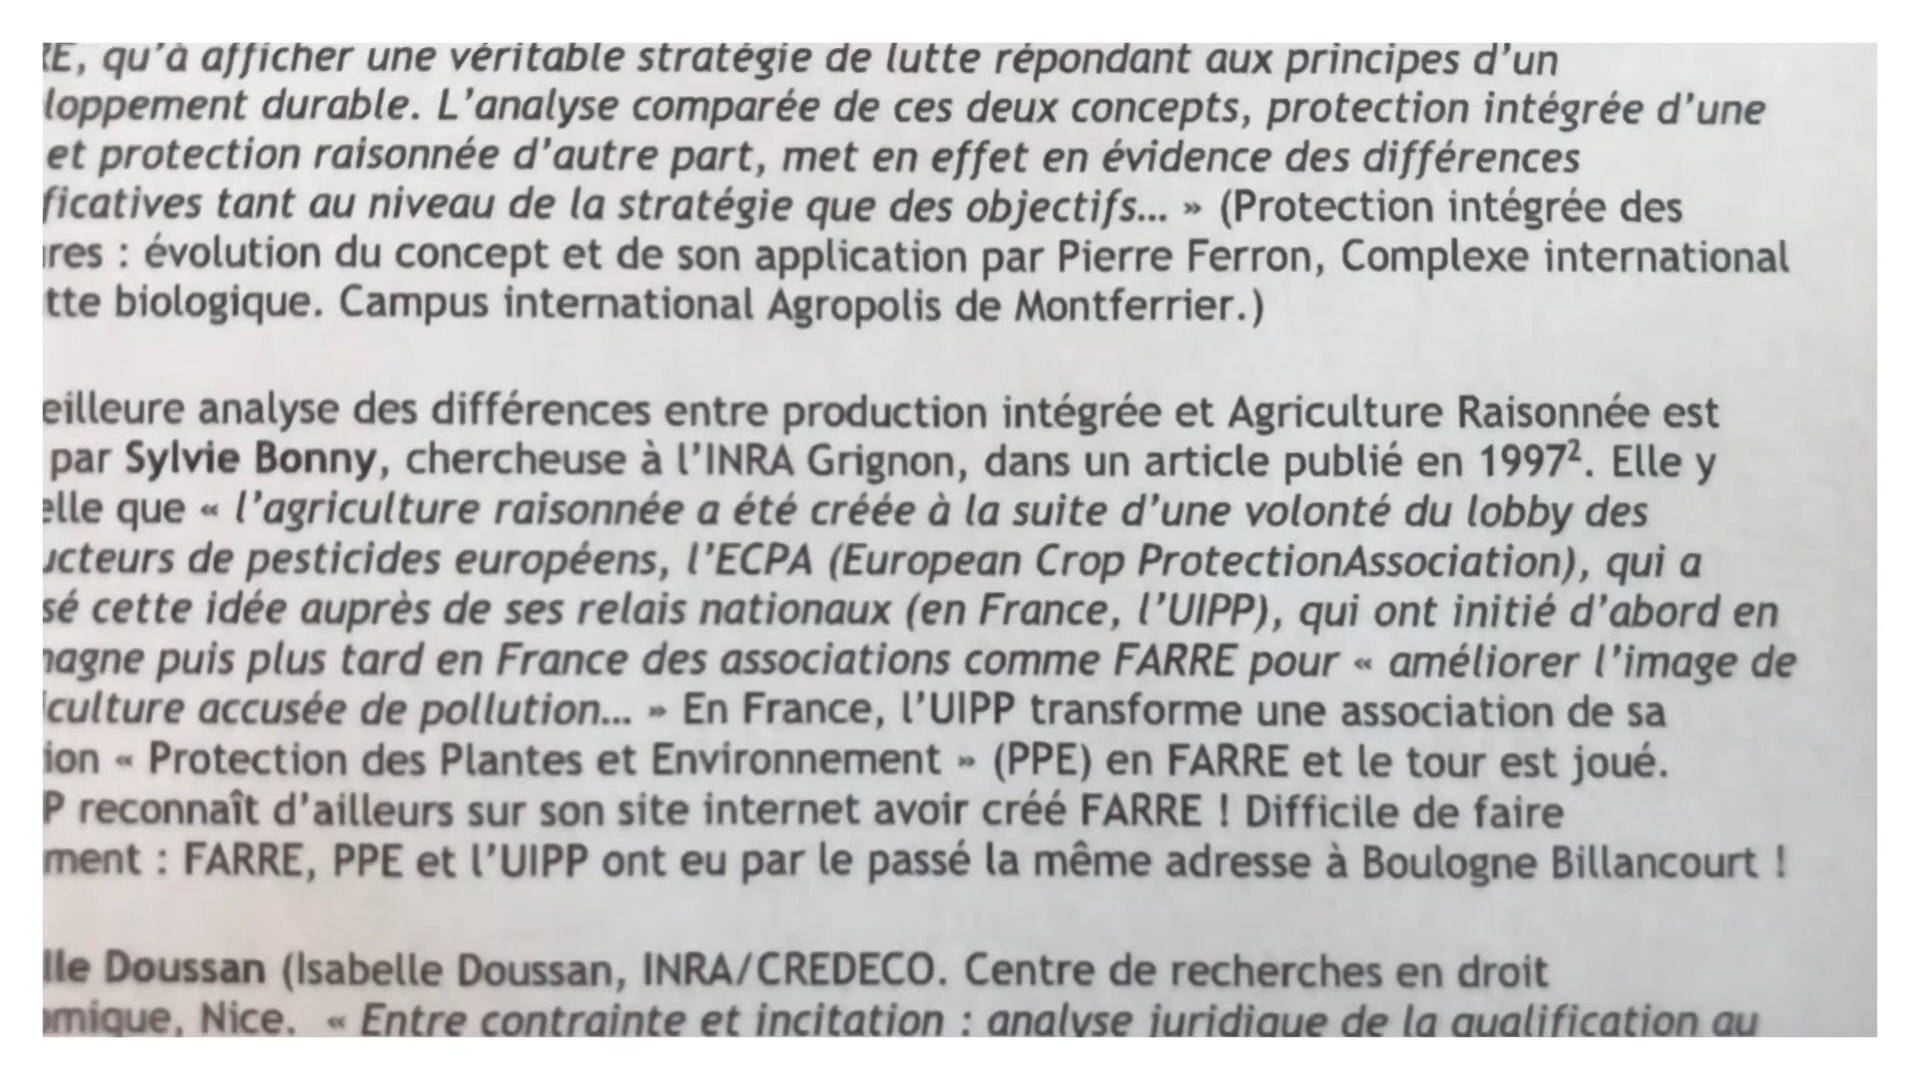 RE, qu'à afficher une véritable stratégie de lutte répondant aux principes d'un
loppement durable. L'analyse comparée de ces deux concepts, protection intégrée d'une
et protection raisonnée d'autre part, met en effet en évidence des différences
ficatives tant au niveau de la stratégie que des objectifs... » (Protection intégrée des
res : évolution du concept et de son application par Pierre Ferron, Complexe international
tte biologique. Campus international Agropolis de Montferrier.)
eilleure analyse des différences entre production intégrée et Agriculture Raisonnée est
par Sylvie Bonny, chercheuse à l'INRA Grignon, dans un article publié en 1997². Elle y
elle que « l'agriculture raisonnée a été créée à la suite d'une volonté du lobby des
ucteurs de pesticides européens, l'ECPA (European Crop ProtectionAssociation), qui a
sé cette idée auprès de ses relais nationaux (en France, l'UIPP), qui ont initié d'abord en
magne puis plus tard en France des associations comme FARRE pour « améliorer l'image de
culture accusée de pollution... » En France, l'UIPP transforme une association de sa
ion « Protection des Plantes et Environnement » (PPE) en FARRE et le tour est joué.
P reconnaît d'ailleurs sur son site internet avoir créé FARRE ! Difficile de faire
ment : FARRE, PPE et l'UIPP ont eu par le passé la même adresse à Boulogne Billancourt !
lle Doussan (Isabelle Doussan, INRA/CREDECO. Centre de recherches en droit
omique, Nice. « Entre contrainte et incitation : analyse juridique de la qualification au